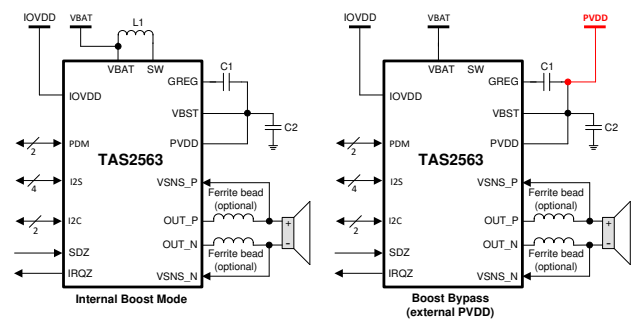 IOVDD
VBAT
L1
VBAT
SW
GREG
C1
IOVDD
VBST
C2
PDM
2
PVDD
TAS2563
I2S
4
VSNS_P
Ferrite bead
(optional)
I2C
2
OUT_P
+
-
OUT_N
SDZ
Ferrite bead
(optional)
IRQZ
VSNS_N
Internal Boost Mode
IOVDD
VBAT
PVDD
VBAT
SW
GREG
C1
IOVDD
VBST
C2
PDM
2
PVDD
TAS2563
I2S
4
VSNS_P
Ferrite bead
(optional)
I2C
2
OUT_P
+
-
OUT_N
SDZ
Ferrite bead
(optional)
IRQZ
VSNS_N
Boost Bypass
(external PVDD)